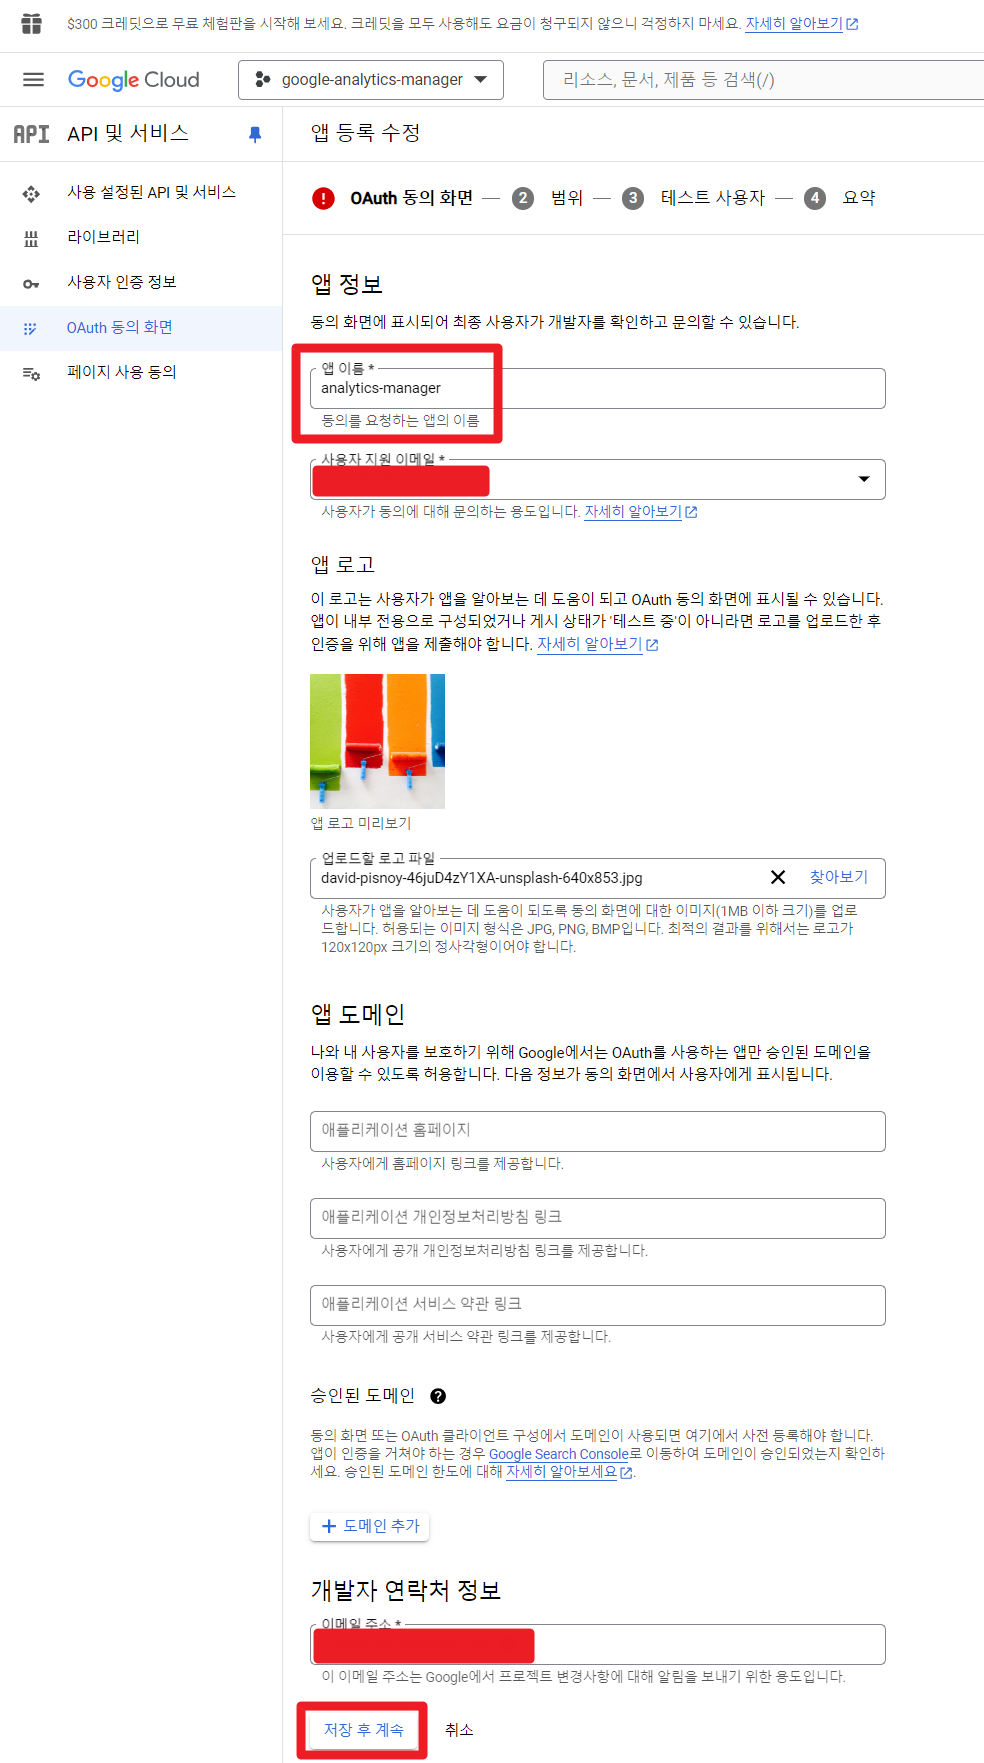 $300 크레딧으로 무료 체험판을 시작해 보세요. 크레딧을 모두 사용해도 요금이 청구되지 않으니 걱정하지 마세요. 자세히 알아보기
Google Cloud
google-analytics-manager
리소스, 문서, 제품 등 검색(/)
API API 및 서비스
앱 등록 수정
사용 설정된 API 및 서비스
라이브러리
사용자 인증 정보
OAuth 동의 화면
페이지 사용 동의
! OAuth 동의 화면 — 2 범위 — 3 테스트 사용자 — 4 요약
앱 정보
동의 화면에 표시되어 최종 사용자가 개발자를 확인하고 문의할 수 있습니다.
앱 이름 *
analytics-manager
동의를 요청하는 앱의 이름
사용자 지원 이메일 *
사용자가 동의에 대해 문의하는 용도입니다. 자세히 알아보기
앱 로고
이 로고는 사용자가 앱을 알아보는 데 도움이 되고 OAuth 동의 화면에 표시될 수 있습니다.
앱이 내부 전용으로 구성되었거나 게시 상태가 '테스트 중'이 아니라면 로고를 업로드한 후
인증을 위해 앱을 제출해야 합니다. 자세히 알아보기
앱 로고 미리보기
업로드할 로고 파일
david-pisnoy-46juD4zY1XA-unsplash-640x853.jpg
찾아보기
사용자가 앱을 알아보는 데 도움이 되도록 동의 화면에 대한 이미지(1MB 이하 크기)를 업로
드합니다. 허용되는 이미지 형식은 JPG, PNG, BMP입니다. 최적의 결과를 위해서는 로고가
120x120px 크기의 정사각형이어야 합니다.
앱 도메인
나와 내 사용자를 보호하기 위해 Google에서는 OAuth를 사용하는 앱만 승인된 도메인을
이용할 수 있도록 허용합니다. 다음 정보가 동의 화면에서 사용자에게 표시됩니다.
애플리케이션 홈페이지
사용자에게 홈페이지 링크를 제공합니다.
애플리케이션 개인정보처리방침 링크
사용자에게 공개 개인정보처리방침 링크를 제공합니다.
애플리케이션 서비스 약관 링크
사용자에게 공개 서비스 약관 링크를 제공합니다.
승인된 도메인 ?
동의 화면 또는 OAuth 클라이언트 구성에서 도메인이 사용되면 여기에서 사전 등록해야 합니다.
앱이 인증을 거쳐야 하는 경우 Google Search Console로 이동하여 도메인이 승인되었는지 확인하
세요. 승인된 도메인 한도에 대해 자세히 알아보세요.
+ 도메인 추가
개발자 연락처 정보
이메일 주소 *
이 이메일 주소는 Google에서 프로젝트 변경사항에 대해 알림을 보내기 위한 용도입니다.
저장 후 계속 취소